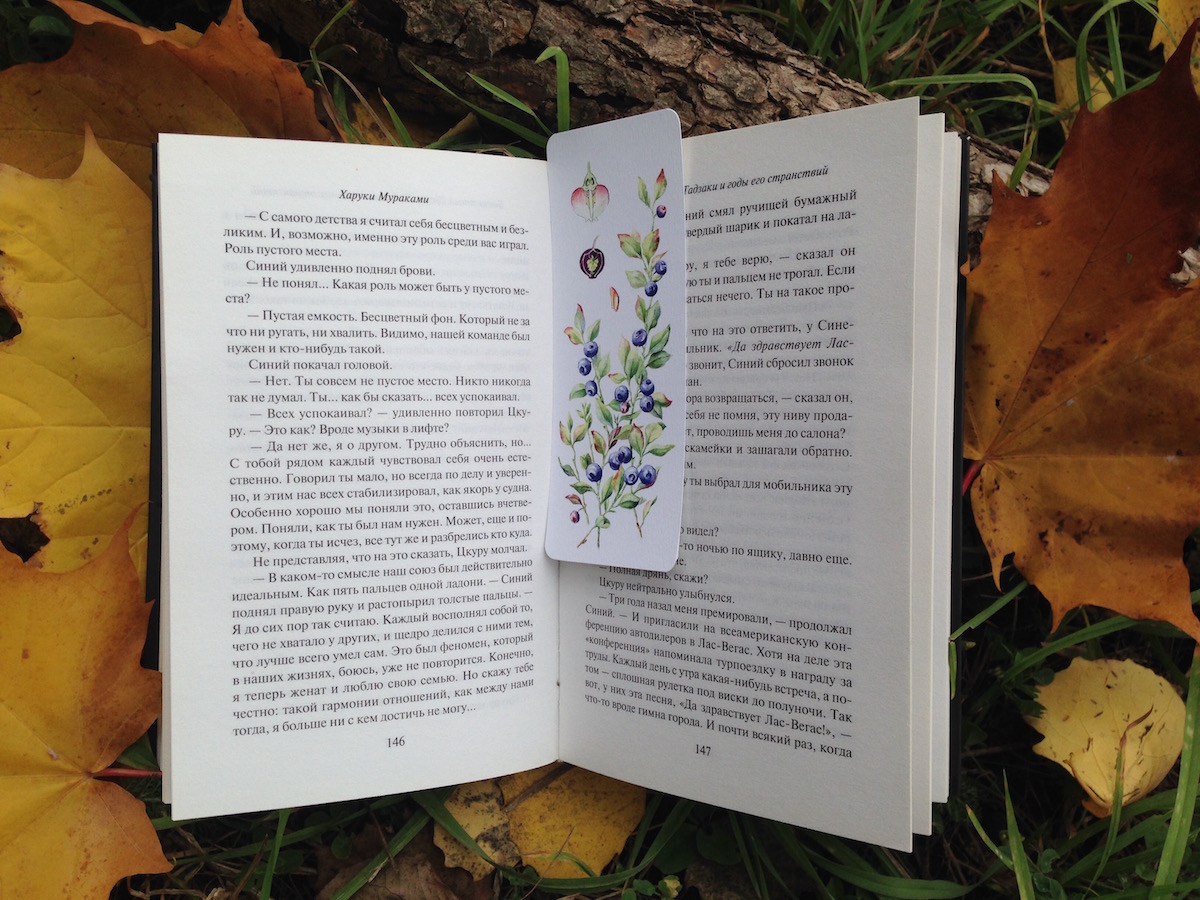 Харуки Мураками
— С самого детства я считал себя бесцветным и без-
ликим. И, возможно, именно эту роль среди вас играл.
Роль пустого места.
Синий удивленно поднял брови.
— Не понял... Какая роль может быть у пустого ме-
ста?
— Пустая емкость. Бесцветный фон. Который не за
что ни ругать, ни хвалить. Видимо, нашей команде был
нужен и кто-нибудь такой.
Синий покачал головой.
— Нет. Ты совсем не пустое место. Никто никогда
так не думал. Ты... как бы сказать... всех успокаивал.
— Всех успокаивал? — удивленно повторил Цку-
ру. — Это как? Вроде музыки в лифте?
— Да нет же, я о другом. Трудно объяснить, но...
С тобой рядом каждый чувствовал себя очень есте-
ственно. Говорил ты мало, но всегда по делу и уверен-
но, и этим нас всех стабилизировал, как якорь у судна.
Особенно хорошо мы поняли это, оставшись вчетве-
ром. Поняли, как ты был нам нужен. Может, еще и по-
этому, когда ты исчез, все тут же и разбрелись кто куда.
Не представляя, что на это сказать, Цкуру молчал.
— В каком-то смысле наш союз был действительно
идеальным. Как пять пальцев одной ладони. — Синий
поднял правую руку и растопырил толстые пальцы. —
Я до сих пор так считаю. Каждый восполнял собой то,
чего не хватало у других, и щедро делился с ними тем,
что лучше всего умел сам. Это был феномен, который
в наших жизнях, боюсь, уже не повторится. Конечно,
я теперь женат и люблю свою семью. Но скажу тебе
честно: такой гармонии отношений, как между нами
тогда, я больше ни с кем достичь не могу...
146
Тадзаки и годы его странствий
ний смял ручищей бумажный
твердый шарик и покатал на ла-
ру, я тебе верю, — сказал он
ую ты и пальцем не трогал. Если
аться нечего. Ты на такое про-
что на это ответить, у Сине-
ильник. «Да здравствует Лас-
звонит, Синий сбросил звонок
ан.
ора возвращаться, — сказал он,
себя не помня, эту ниву прода-
т, проводишь меня до салона?
скамейки и зашагали обратно.
м.
у ты выбрал для мобильника эту
о видел?
-то ночью по ящику, давно еще.
не.
— Полная дрянь, скажи?
Цкуру нейтрально улыбнулся.
— Три года назад меня премировали, — продолжал
Синий. — И пригласили на всеамериканскую кон-
ференцию автодилеров в Лас-Вегас. Хотя на деле эта
«конференция» напоминала турпоездку в награду за
труды. Каждый день с утра какая-нибудь встреча, а по-
том — сплошная рулетка под виски до полуночи. Так
вот, у них эта песня, «Да здравствует Лас-Вегас!», —
что-то вроде гимна города. И почти всякий раз, когда
147